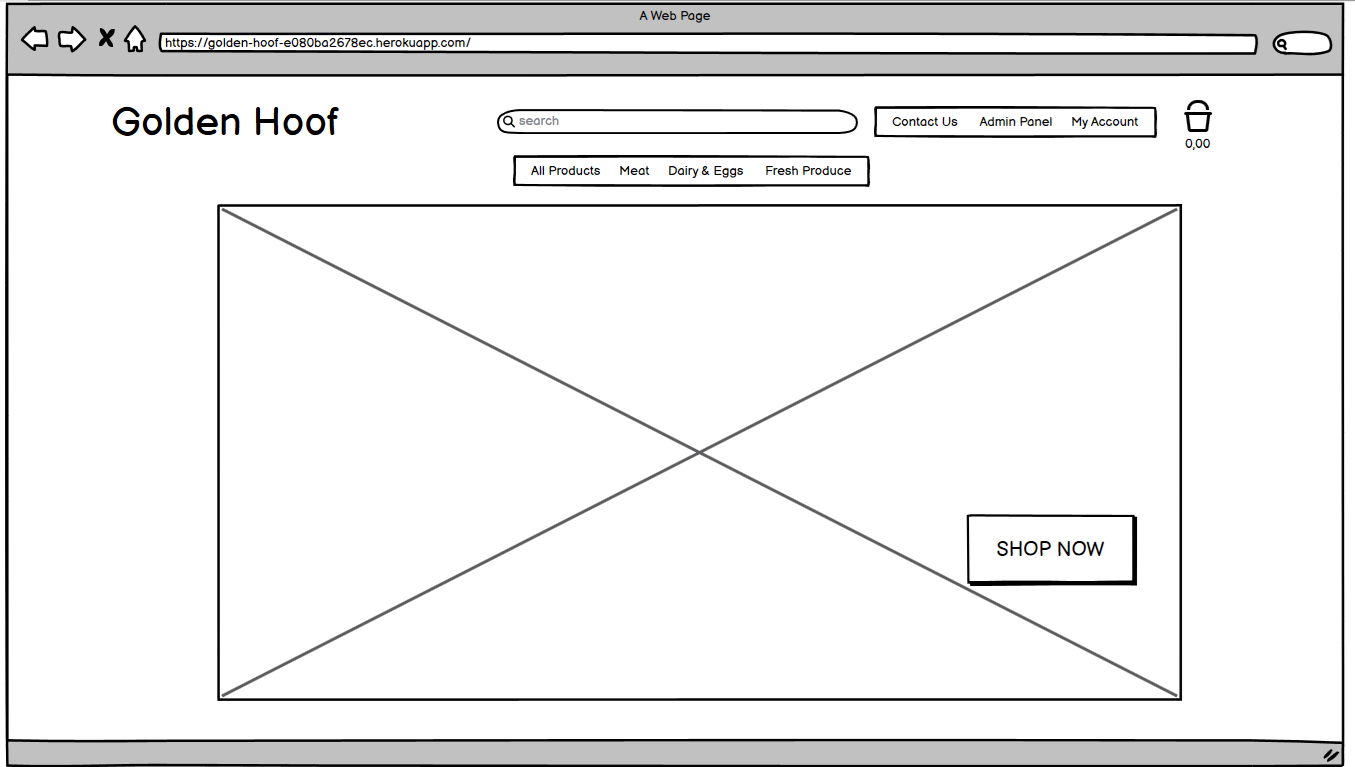 A Web Page
https://golden-hoof-e080ba2678ec.herokuapp.com/
Golden Hoof
search
Contact Us Admin Panel My Account
0,00
All Products Meat Dairy & Eggs Fresh Produce
SHOP NOW